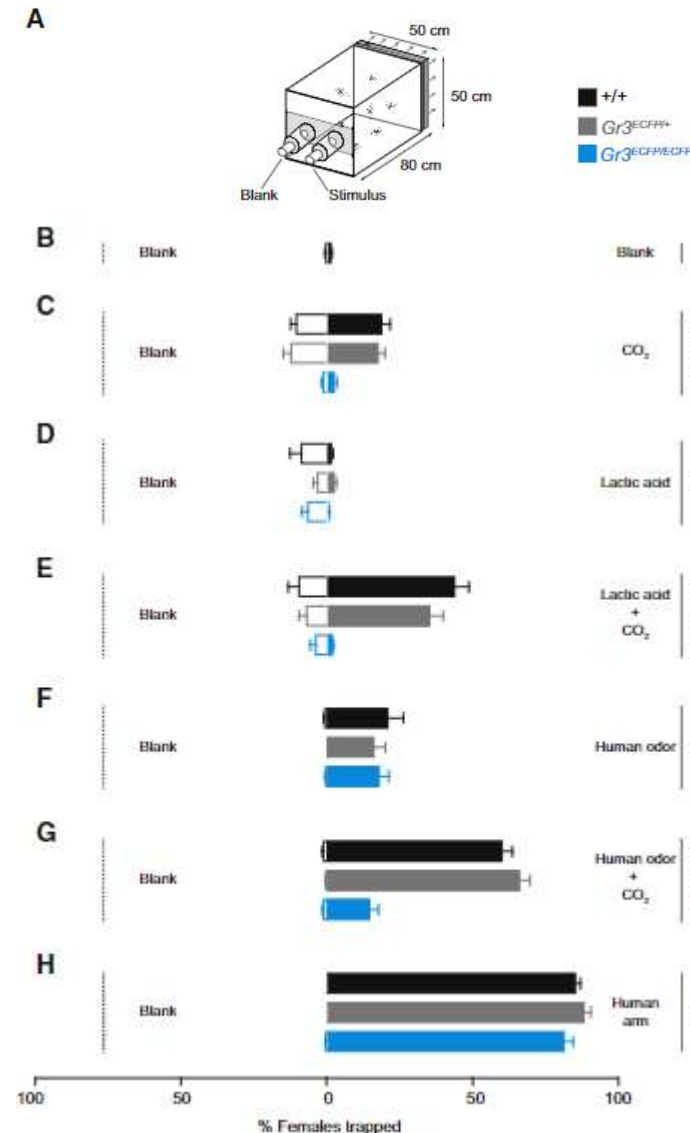 A
50 cm
50 cm
80 cm
Blank
Stimulus
+/+
Gr3ECFP/+
Gr3ECFP/ECFP
B
Blank
Blank
C
Blank
CO2
D
Blank
Lactic acid
E
Blank
Lactic acid
+
CO2
F
Blank
Human odor
G
Blank
Human odor
+
CO2
H
Blank
Human
arm
100
50
0
50
100
% Females trapped